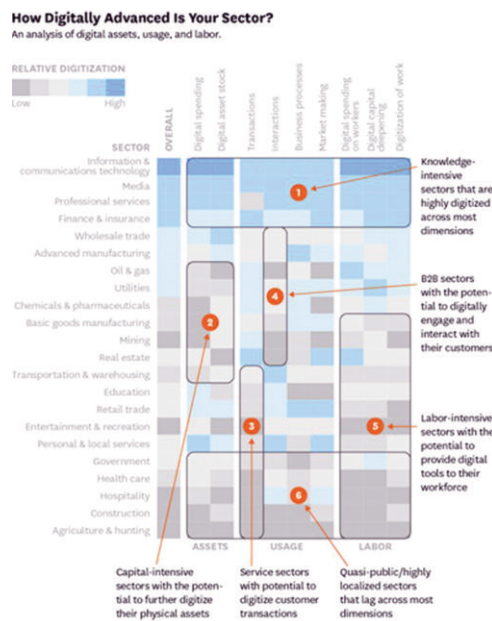 How Digitally Advanced Is Your Sector?
An analysis of digital assets, usage, and labor.
RELATIVE DIGITIZATION
Low
High
SECTOR
OVERALL
Digital spending
Digital asset stock
Transactions
Interactions
Business processes
Market making
Digital spending
on workers
Digital capital
deepening
Digitization of work
Information &
communications technology
Media
Professional services
Finance & insurance
Wholesale trade
Advanced manufacturing
Oil & gas
Utilities
Chemicals & pharmaceuticals
Basic goods manufacturing
Mining
Real estate
Transportation & warehousing
Education
Retail trade
Entertainment & recreation
Personal & local services
Government
Health care
Hospitality
Construction
Agriculture & hunting
1
2
3
4
5
6
Knowledge-
intensive
sectors that are
highly digitized
across most
dimensions
B2B sectors
with the poten-
tial to digitally
engage and
interact with
their customers
Labor-intensive
sectors with the
potential to
provide digital
tools to their
workforce
ASSETS
USAGE
LABOR
Capital-intensive
sectors with the poten-
tial to further digitize
their physical assets
Service sectors
with potential to
digitize customer
transactions
Quasi-public/highly
localized sectors
that lag across most
dimensions